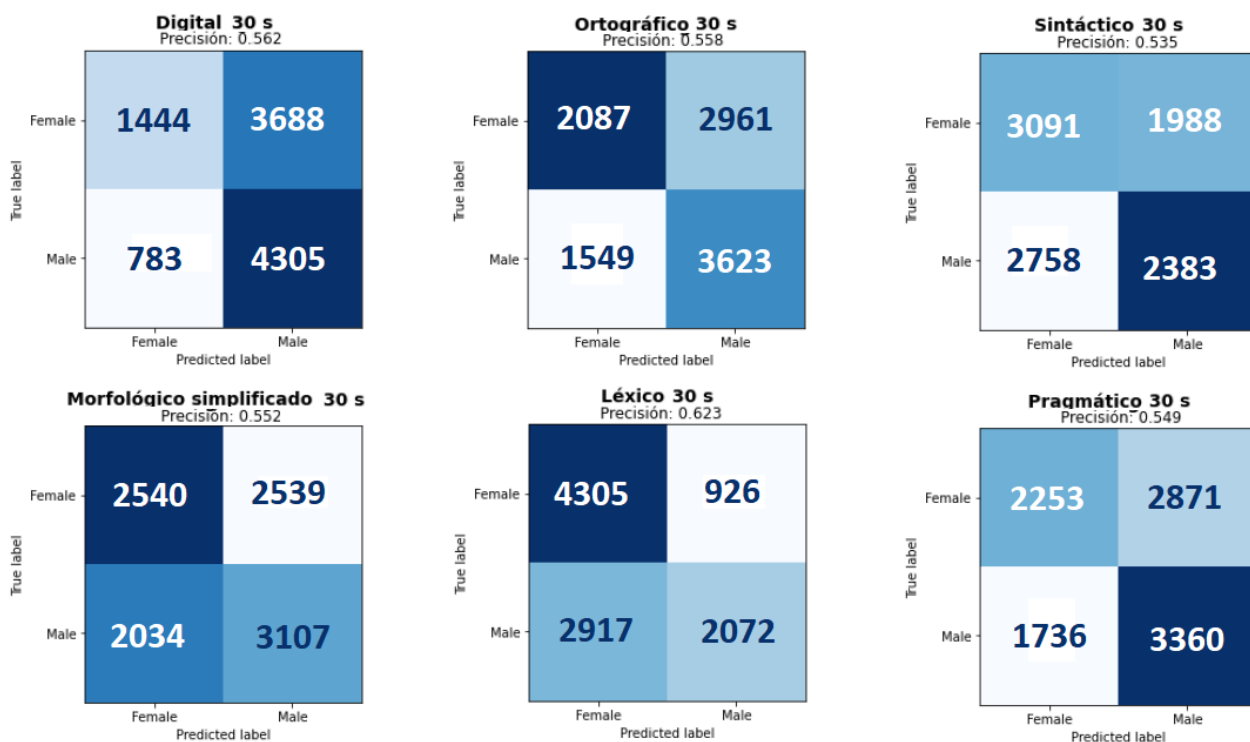 Digital 30 s
Precisión: 0.562
Female
1444
3688
Male
783
4305
True label
Female
Male
Predicted label
Ortográfico 30 s
Precisión: 0.558
Female
2087
2961
Male
1549
3623
True label
Female
Male
Predicted label
Sintáctico 30 s
Precisión: 0.535
Female
3091
1988
Male
2758
2383
True label
Female
Male
Predicted label
Morfológico simplificado 30 s
Precisión: 0.552
Female
2540
2539
Male
2034
3107
True label
Female
Male
Predicted label
Léxico 30 s
Precisión: 0.623
Female
4305
926
Male
2917
2072
True label
Female
Male
Predicted label
Pragmático 30 s
Precisión: 0.549
Female
2253
2871
Male
1736
3360
True label
Female
Male
Predicted label